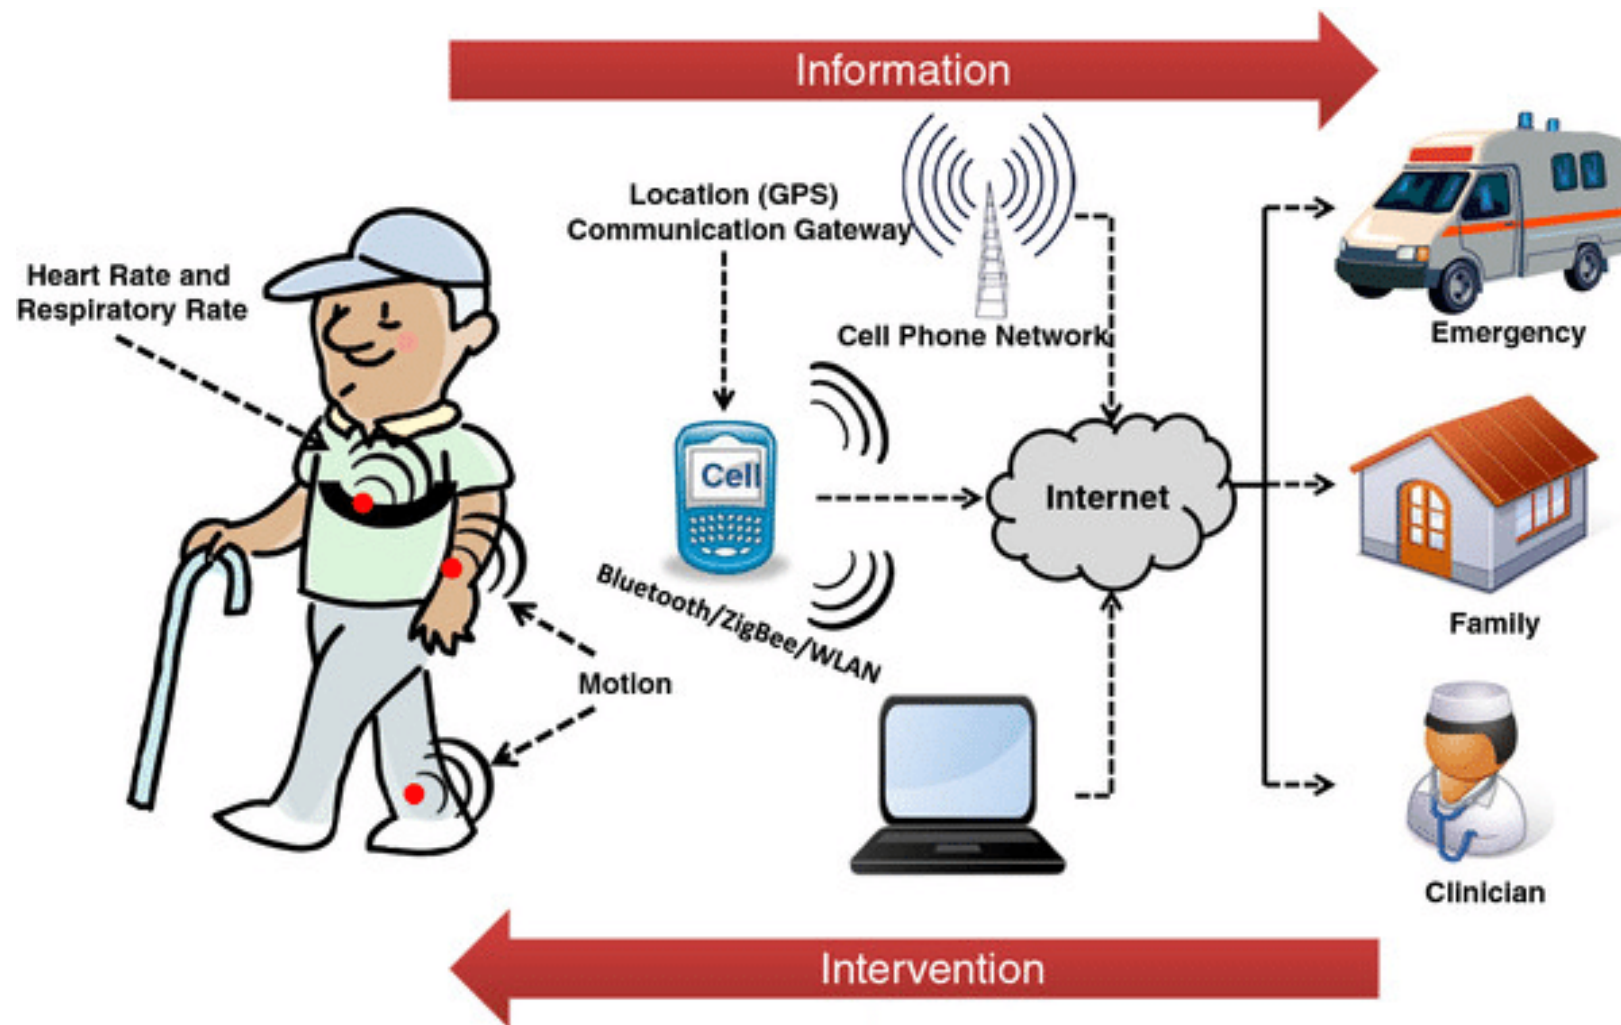 Information
Location (GPS)
Communication Gateway
Heart Rate and
Respiratory Rate
Cell Phone Network
Emergency
Cell
Internet
Bluetooth/ZigBee/WLAN
Family
Motion
Clinician
Intervention